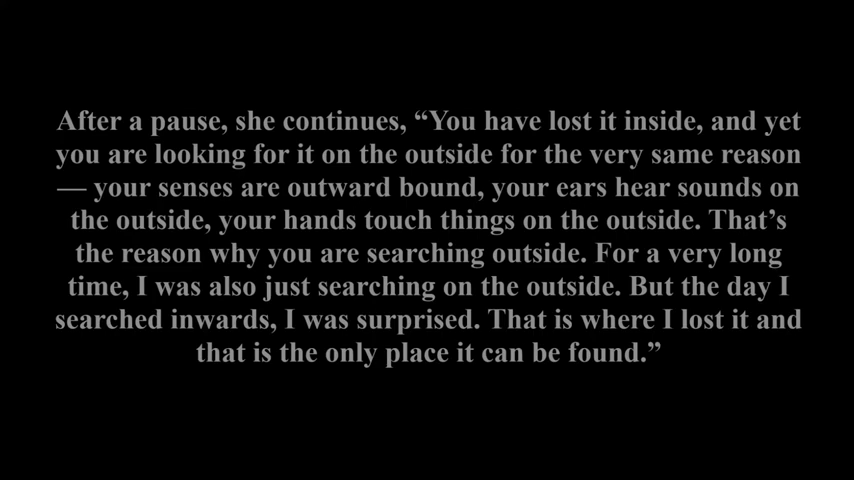 After a pause, she continues, “You have lost it inside, and yet
you are looking for it on the outside for the very same reason
— your senses are outward bound, your ears hear sounds on
the outside, your hands touch things on the outside. That’s
the reason why you are searching outside. For a very long
time, I was also just searching on the outside. But the day I
searched inwards, I was surprised. That is where I lost it and
that is the only place it can be found.”